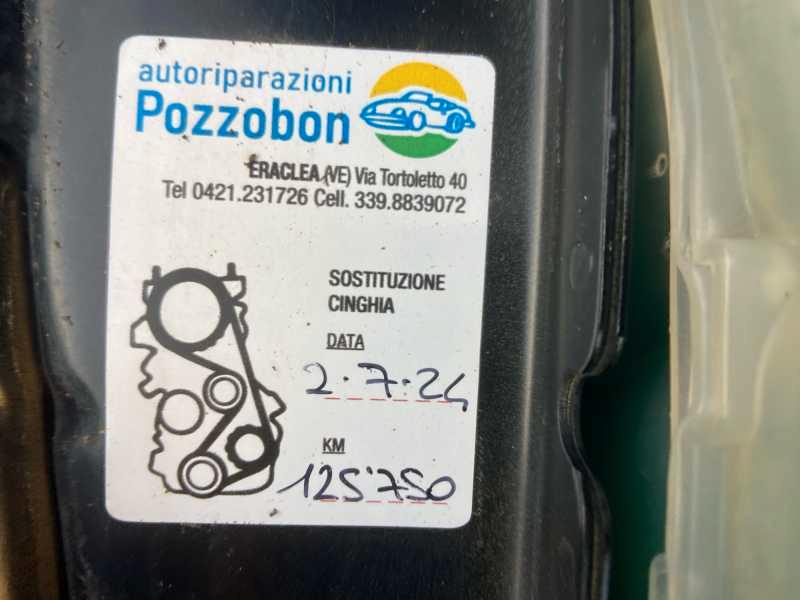 autoriparazioni
Pozzobon
ERACLEA (VE) Via Tortoletto 40
Tel 0421.231726 Cell. 339.8839072
SOSTITUZIONE
CINGHIA
DATA
2.7.24
KM
125'750